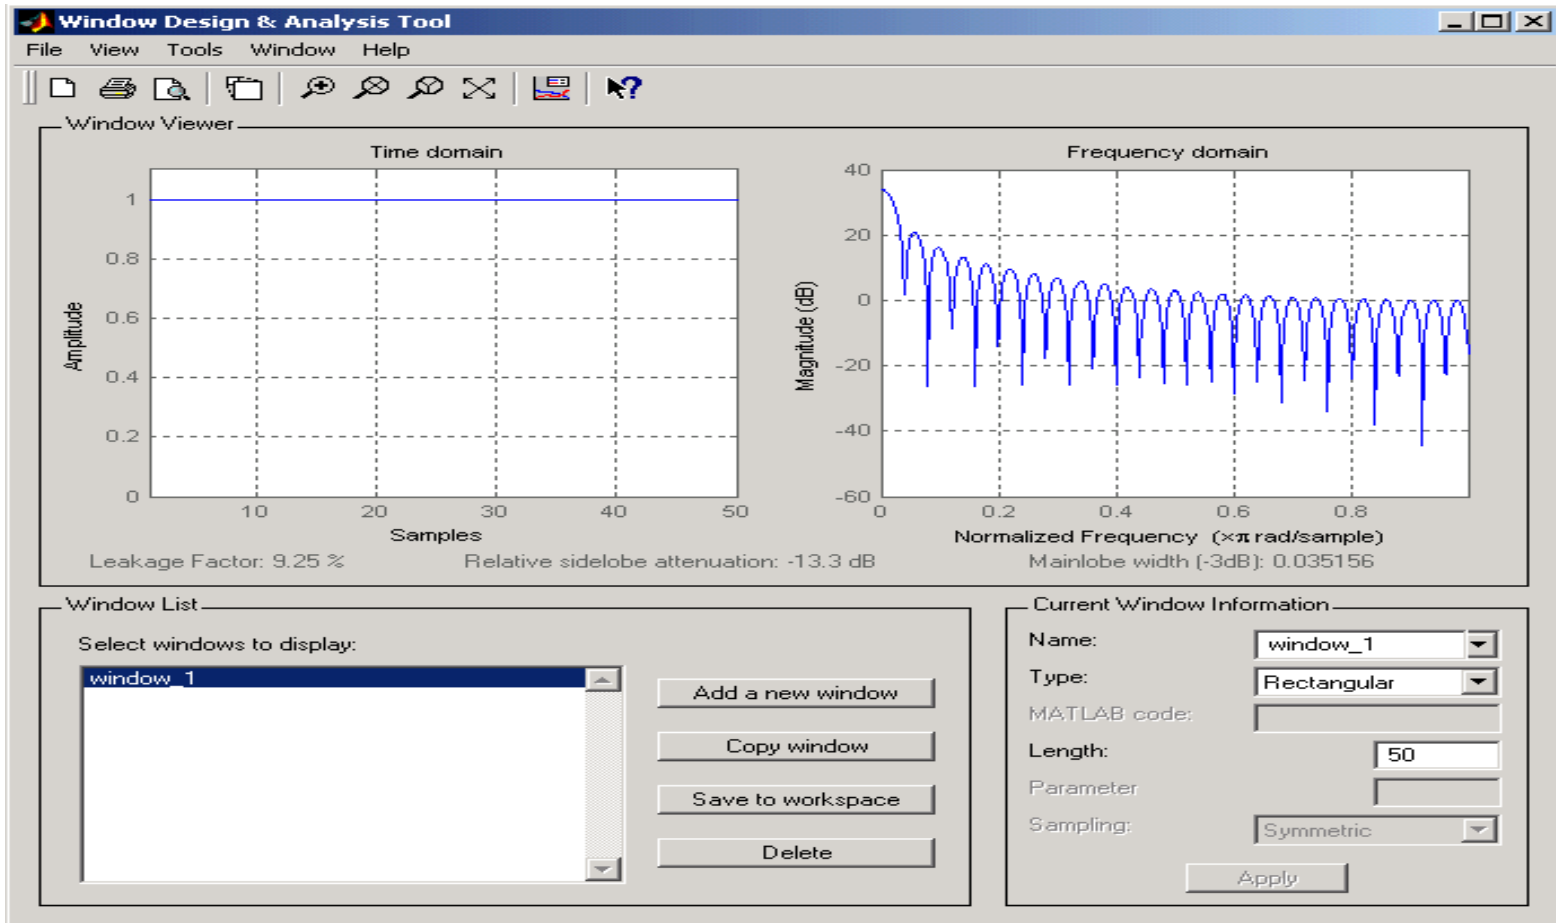 Window Design & Analysis Tool
File View Tools Window Help
Window Viewer
Time domain
1
0.8
0.6
0.4
0.2
0
Amplitude
10 20 30 40 50
Samples
Frequency domain
40
20
0
-20
-40
-60
Magnitude (dB)
0 0.2 0.4 0.6 0.8
Normalized Frequency (×π rad/sample)
Leakage Factor: 9.25 % Relative sidelobe attenuation: -13.3 dB Mainlobe width (-3dB): 0.035156
Window List
Select windows to display:
window_1
Add a new window
Copy window
Save to workspace
Delete
Current Window Information
Name: window_1
Type: Rectangular
MATLAB code:
Length: 50
Parameter
Sampling: Symmetric
Apply